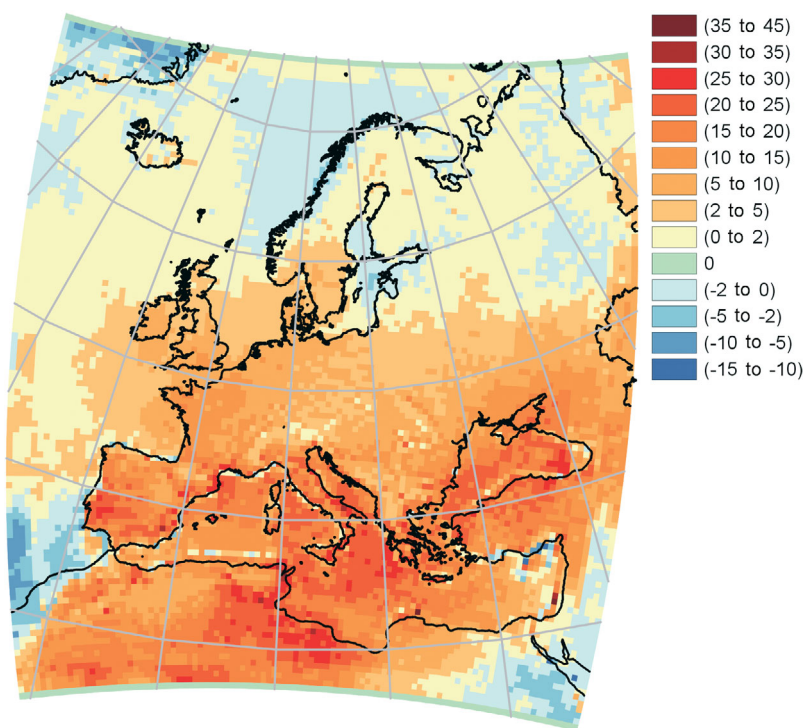 (35 to 45)
(30 to 35)
(25 to 30)
(20 to 25)
(15 to 20)
(10 to 15)
(5 to 10)
(2 to 5)
(0 to 2)
0
(-2 to 0)
(-5 to -2)
(-10 to -5)
(-15 to -10)